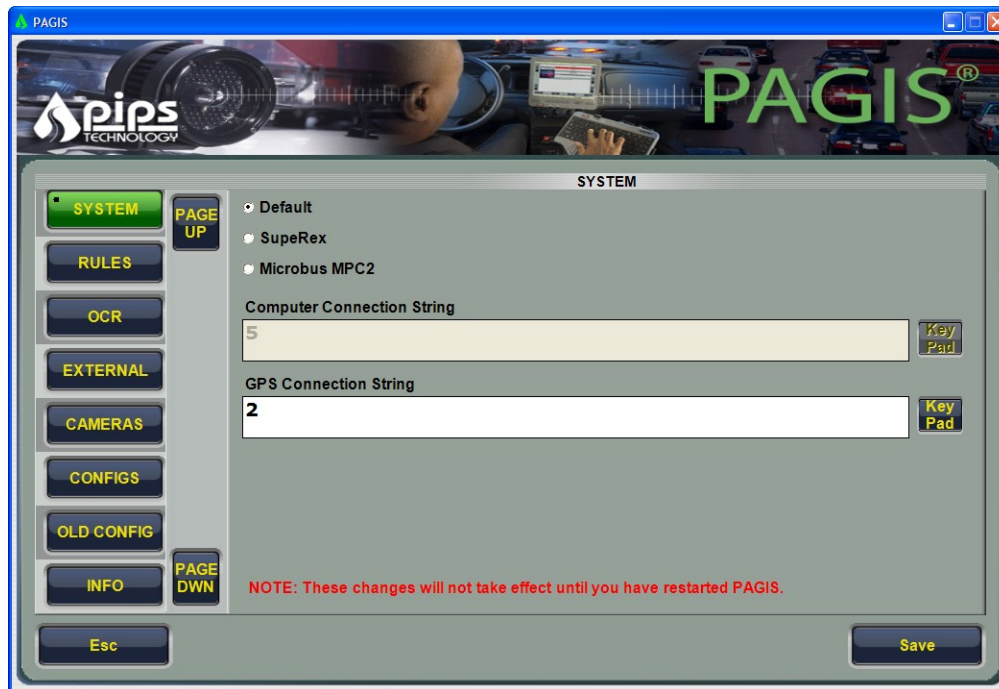 PAGIS
pips
TECHNOLOGY
PAGIS®
SYSTEM
SYSTEM
RULES
OCR
EXTERNAL
CAMERAS
CONFIGS
OLD CONFIG
INFO
PAGE
UP
PAGE
DWN
Default
SupeRex
Microbus MPC2
Computer Connection String
5
Key
Pad
GPS Connection String
2
Key
Pad
NOTE: These changes will not take effect until you have restarted PAGIS.
Esc
Save